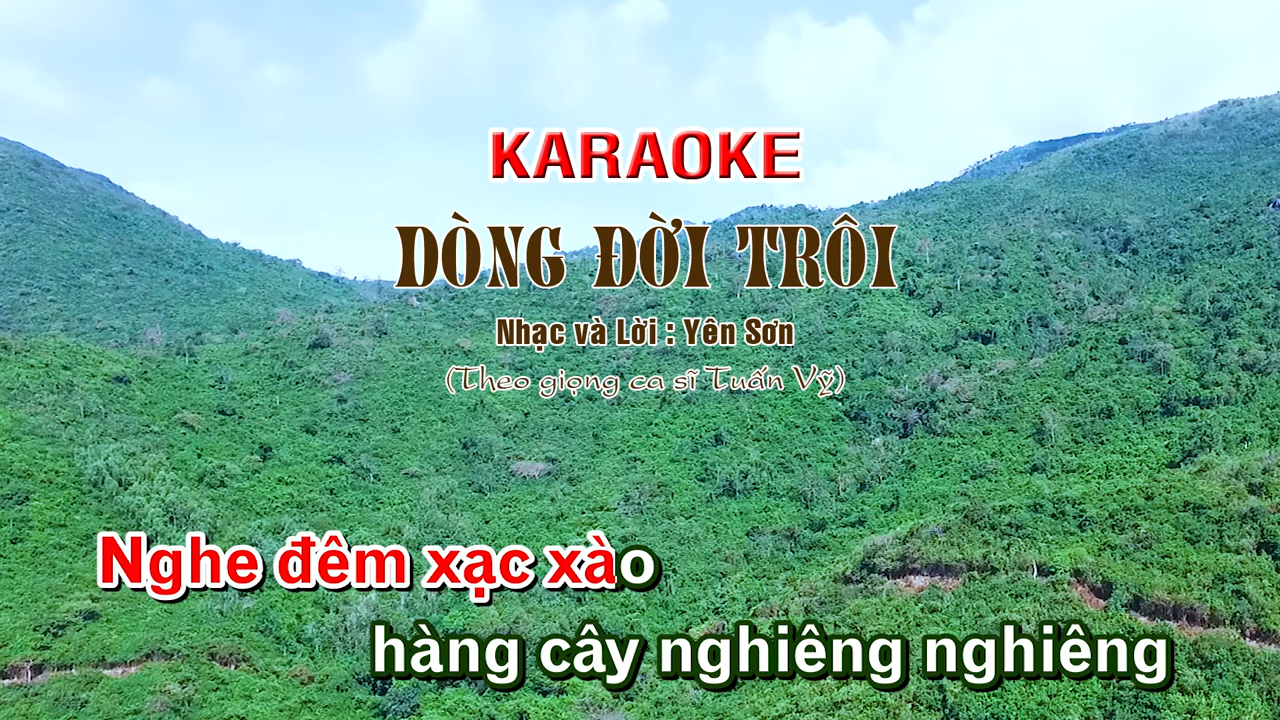 KARAOKE
DÒNG ĐỜI TRÔI
Nhạc và Lời : Yên Sơn
(Theo giọng ca sĩ Tuấn Vỹ)
Nghe đêm xạc xào
hàng cây nghiêng nghiêng